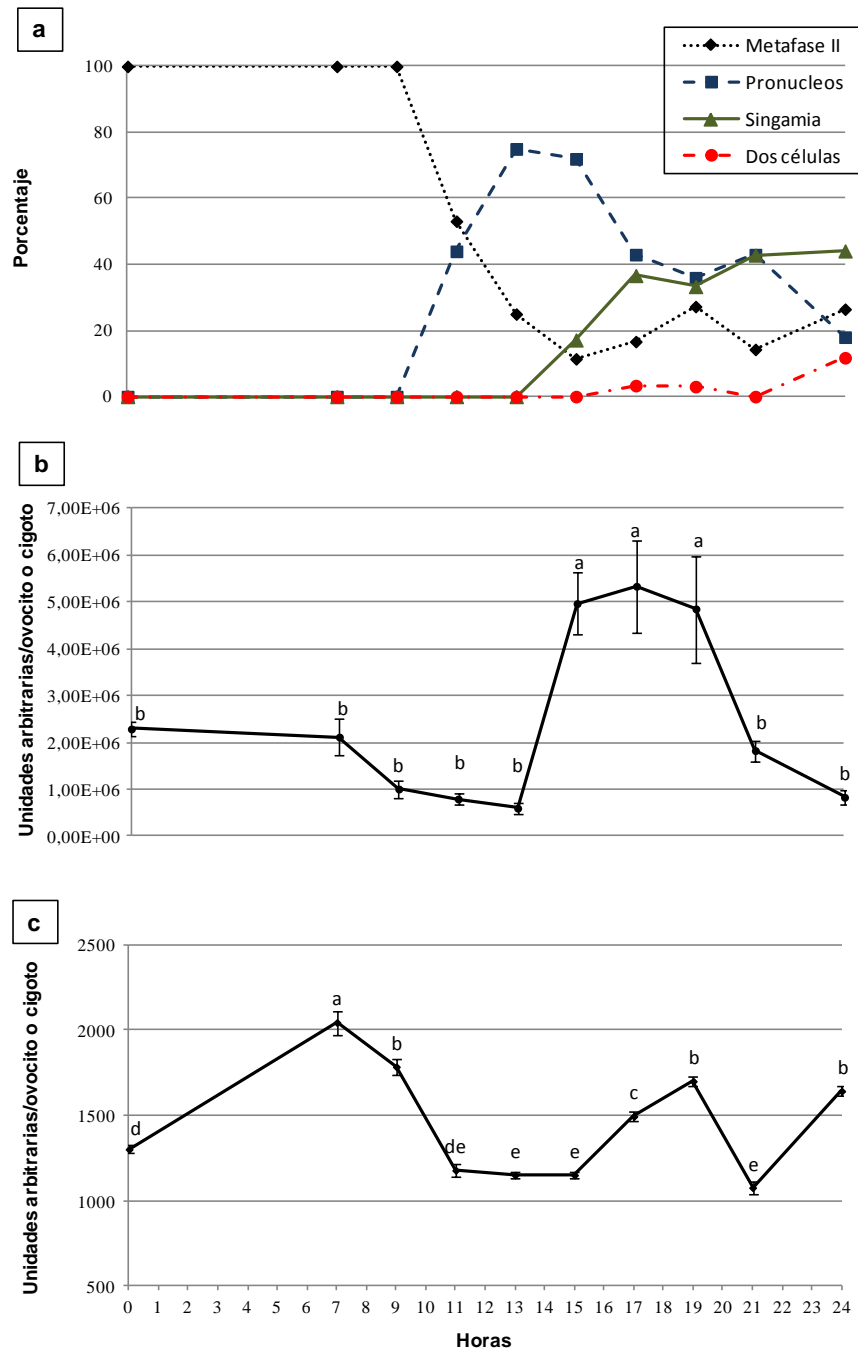 a
Metafase II
Pronucleos
Singamia
Dos células
Porcentaje
100
80
60
40
20
0
b
Unidades arbitrarias/ovocito o cigoto
7,00E+06
6,00E+06
5,00E+06
4,00E+06
3,00E+06
2,00E+06
1,00E+06
0,00E+00
b b b b b a a a b b
c
Unidades arbitrarias/ovocito o cigoto
2500
2000
1500
1000
500
d a b de e e c b e b
0 1 2 3 4 5 6 7 8 9 10 11 12 13 14 15 16 17 18 19 20 21 22 23 24
Horas